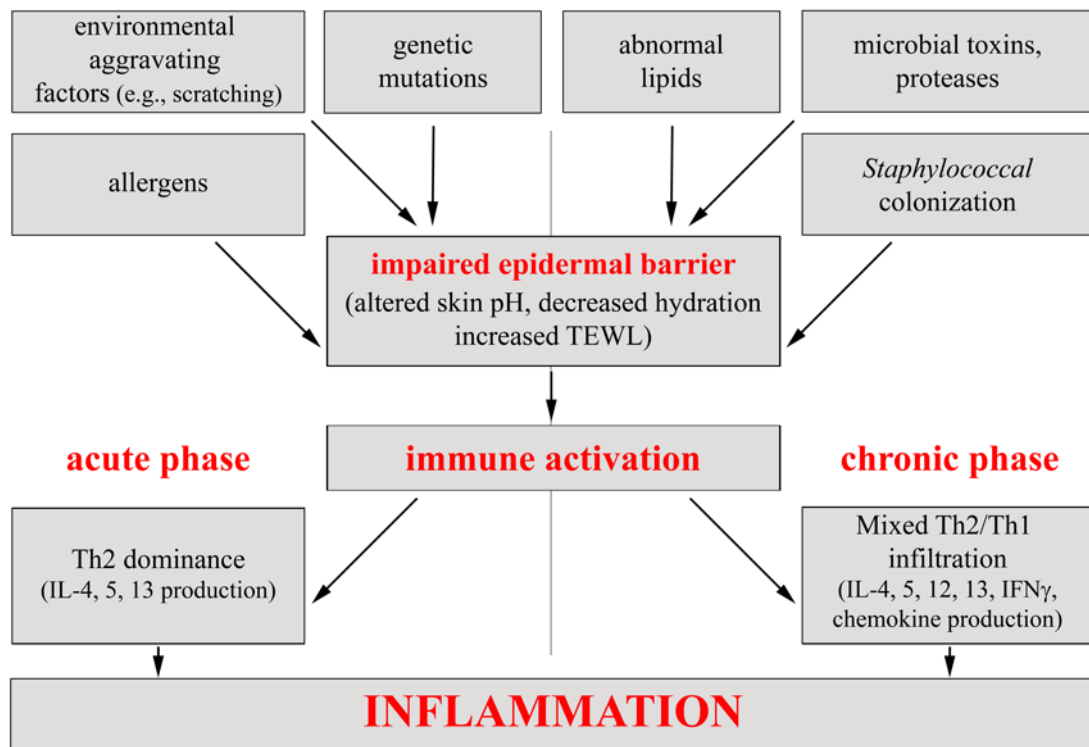 environmental
aggravating
factors (e.g., scratching)
genetic
mutations
abnormal
lipids
microbial toxins,
proteases
allergens
Staphylococcal
colonization
impaired epidermal barrier
(altered skin pH, decreased hydration
increased TEWL)
acute phase
immune activation
chronic phase
Th2 dominance
(IL-4, 5, 13 production)
Mixed Th2/Th1
infiltration
(IL-4, 5, 12, 13, IFNγ,
chemokine production)
INFLAMMATION